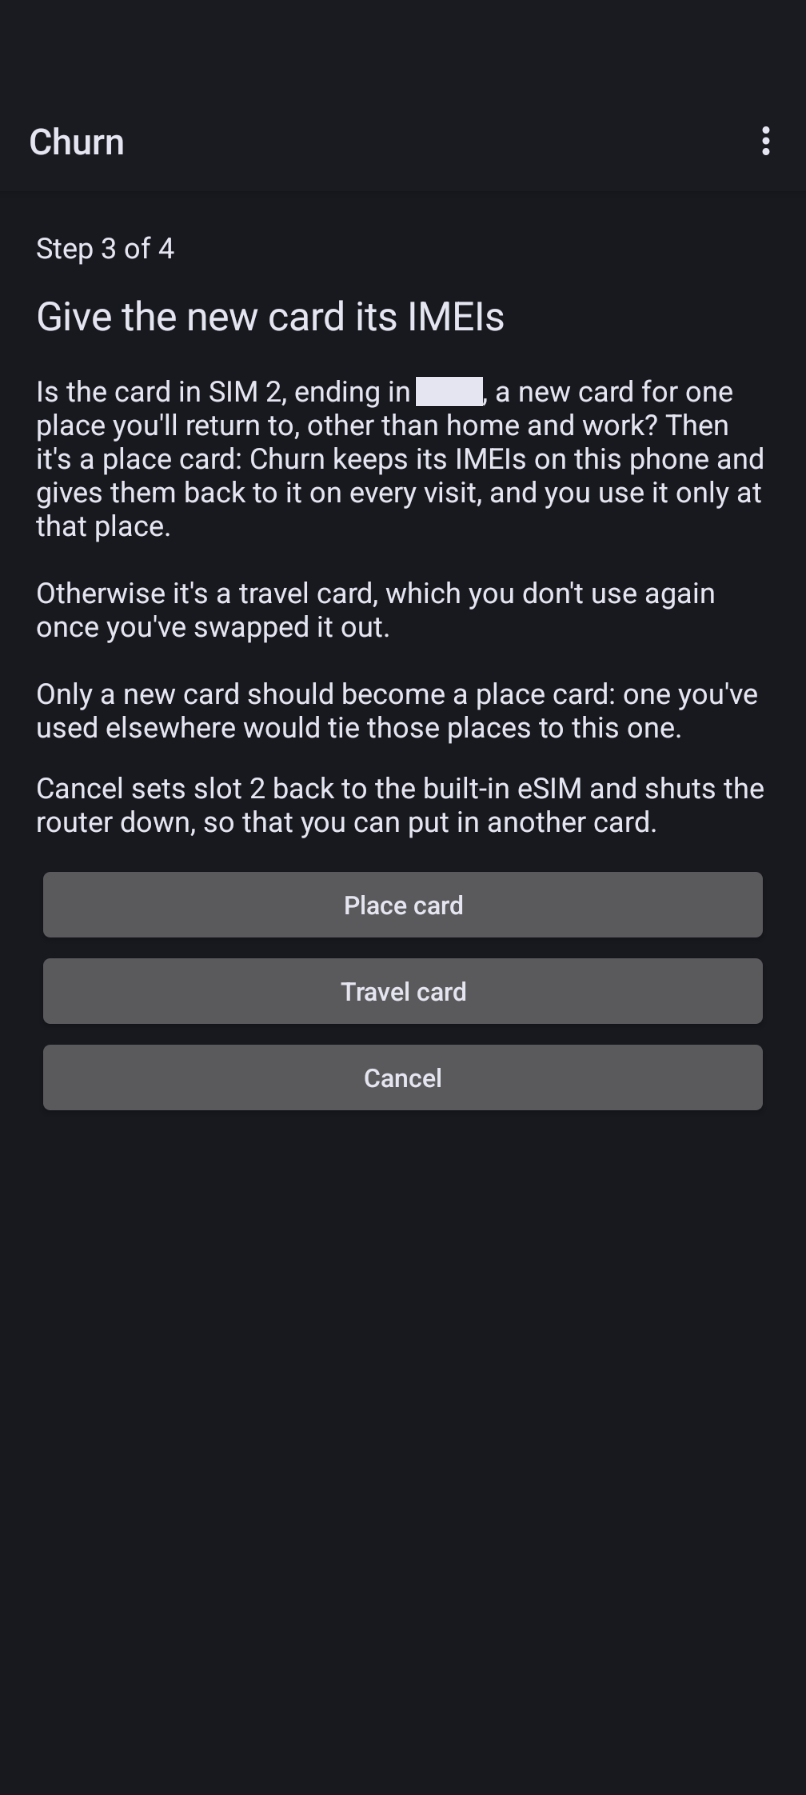 Churn
Step 3 of 4
Give the new card its IMEIs
Is the card in SIM 2, ending in , a new card for one
place you'll return to, other than home and work? Then
it's a place card: Churn keeps its IMEIs on this phone and
gives them back to it on every visit, and you use it only at
that place.
Otherwise it's a travel card, which you don't use again
once you've swapped it out.
Only a new card should become a place card: one you've
used elsewhere would tie those places to this one.
Cancel sets slot 2 back to the built-in eSIM and shuts the
router down, so that you can put in another card.
Place card
Travel card
Cancel